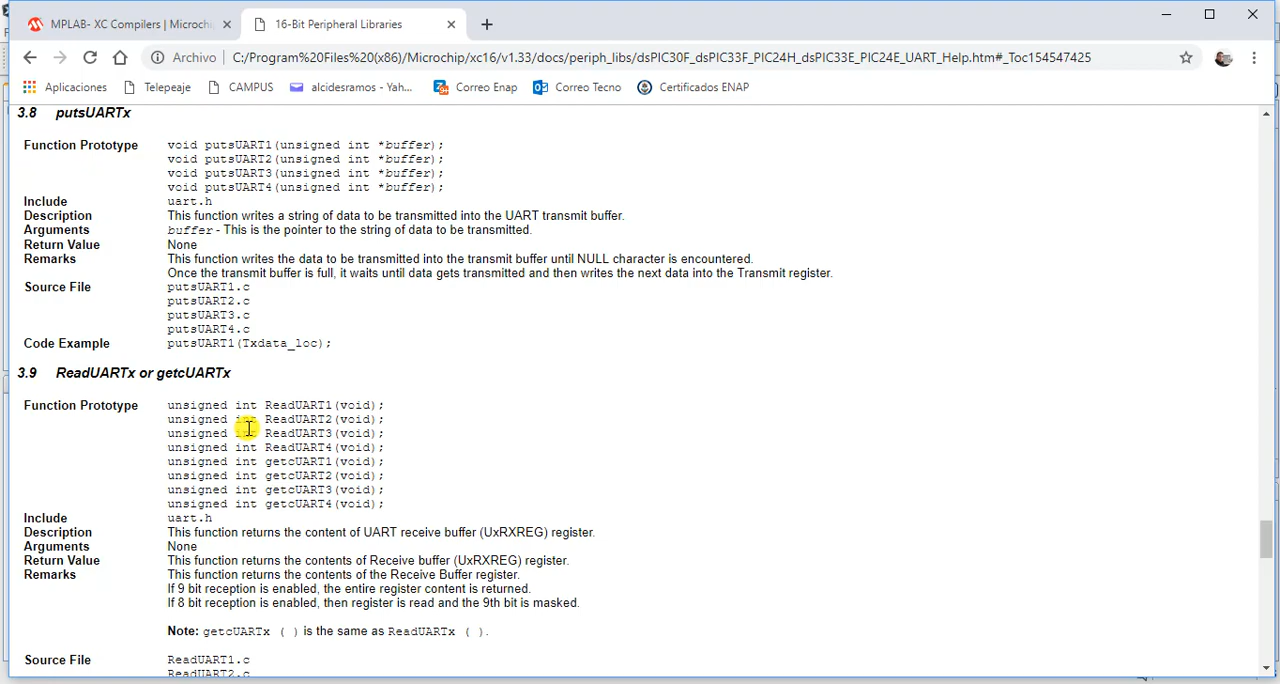 MPLAB- XC Compilers | Microchi
16-Bit Peripheral Libraries
Archivo
C:/Program%20Files%20(x86)/Microchip/xc16/v1.33/docs/periph_libs/dsPIC30F_dsPIC33F_PIC24H_dsPIC33E_PIC24E_UART_Help.htm#_Toc154547425
Aplicaciones Telepeaje CAMPUS alcidesramos - Yah... Correo Enap Correo Tecno Certificados ENAP
3.8 putsUARTx
Function Prototype void putsUART1(unsigned int *buffer);
void putsUART2(unsigned int *buffer);
void putsUART3(unsigned int *buffer);
void putsUART4(unsigned int *buffer);
Include uart.h
Description This function writes a string of data to be transmitted into the UART transmit buffer.
Arguments buffer - This is the pointer to the string of data to be transmitted.
Return Value None
Remarks This function writes the data to be transmitted into the transmit buffer until NULL character is encountered.
Once the transmit buffer is full, it waits until data gets transmitted and then writes the next data into the Transmit register.
Source File putsUART1.c
putsUART2.c
putsUART3.c
putsUART4.c
Code Example putsUART1(Txdata_loc);
3.9 ReadUARTx or getcUARTx
Function Prototype unsigned int ReadUART1(void);
unsigned int ReadUART2(void);
unsigned int ReadUART3(void);
unsigned int ReadUART4(void);
unsigned int getcUART1(void);
unsigned int getcUART2(void);
unsigned int getcUART3(void);
unsigned int getcUART4(void);
Include uart.h
Description This function returns the content of UART receive buffer (UxRXREG) register.
Arguments None
Return Value This function returns the contents of Receive buffer (UxRXREG) register.
Remarks This function returns the contents of the Receive Buffer register.
If 9 bit reception is enabled, the entire register content is returned.
If 8 bit reception is enabled, then register is read and the 9th bit is masked.
Note: getcUARTx ( ) is the same as ReadUARTx ( ).
Source File ReadUART1.c
ReadUART2.c